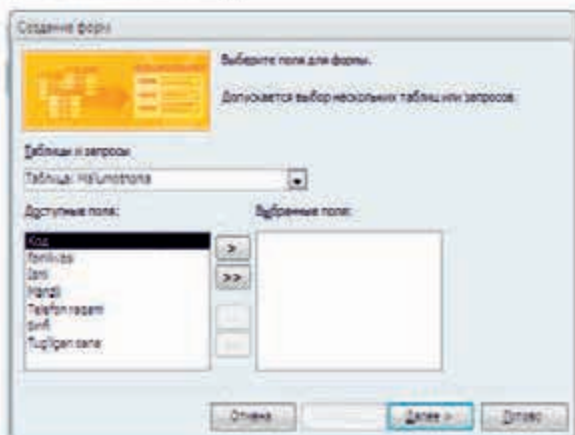 Создание форм
Выберите поля для формы.
Допускается выбор нескольких таблиц или запросов.
Таблицы и запросы
Таблица: Ma'lumotnoma
Доступные поля:
Выбранные поля:
Код
Familiyasi
Ismi
Manzili
Telefon raqami
Sinfi
Tug'ilgan sana
>
>>
Отмена
Далее >
Готово